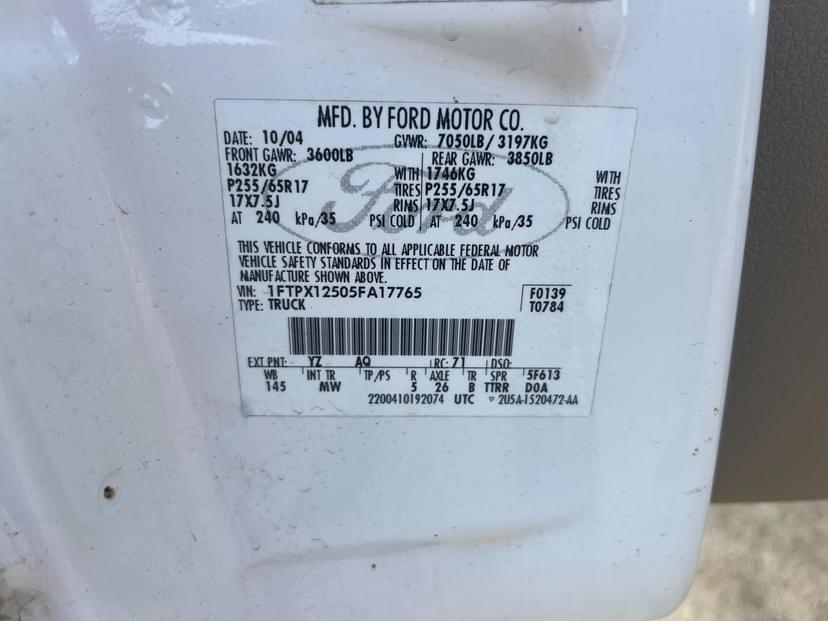 MFD. BY FORD MOTOR CO.
DATE: 10/04 GVWR: 7050LB / 3197KG
FRONT GAWR: 3600LB REAR GAWR: 3850LB
1632KG WITH 1746KG WITH
P255/65R17 TIRES P255/65R17 TIRES
17X7.5J RIMS 17X7.5J RIMS
AT 240 kPa/35 PSI COLD AT 240 kPa/35 PSI COLD
Ford
THIS VEHICLE CONFORMS TO ALL APPLICABLE FEDERAL MOTOR
VEHICLE SAFETY STANDARDS IN EFFECT ON THE DATE OF
MANUFACTURE SHOWN ABOVE.
VIN: 1FTPX12505FA17765 F0139
TYPE: TRUCK T0784
EXT PNT: YZ AQ RC: 71 DSO:
WB INT TR TP/PS R AXLE TR SPR 5F613
145 MW 5 26 B TTRR DOA
2200410192074 UTC ▽ 2U5A-1520472-AA